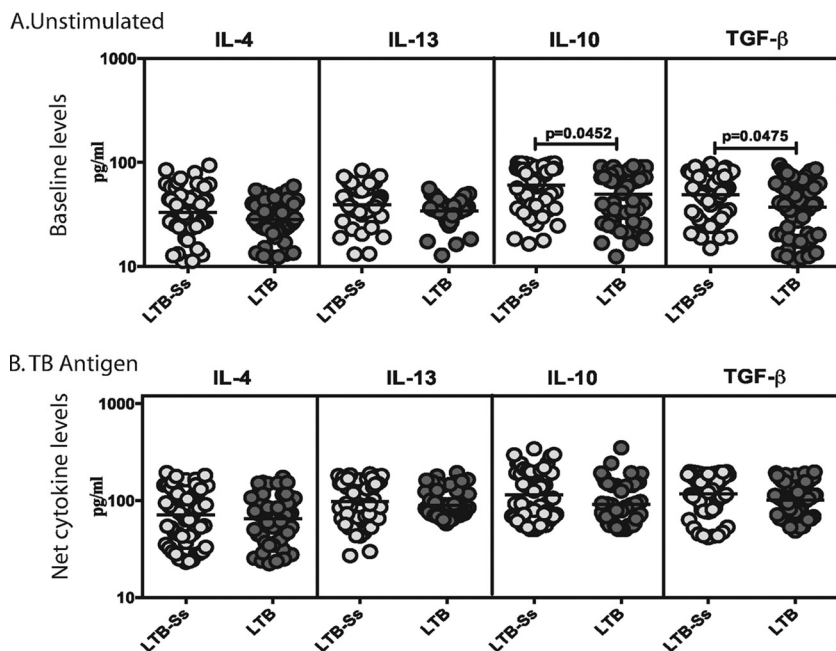 A.Unstimulated
IL-4 IL-13 IL-10 TGF-β
1000
p=0.0452 p=0.0475
100
10
Baseline levels
pg/ml
LTB-Ss LTB LTB-Ss LTB LTB-Ss LTB LTB-Ss LTB
B. TB Antigen
IL-4 IL-13 IL-10 TGF-β
1000
100
10
Net cytokine levels
pg/ml
LTB-Ss LTB LTB-Ss LTB LTB-Ss LTB LTB-Ss LTB